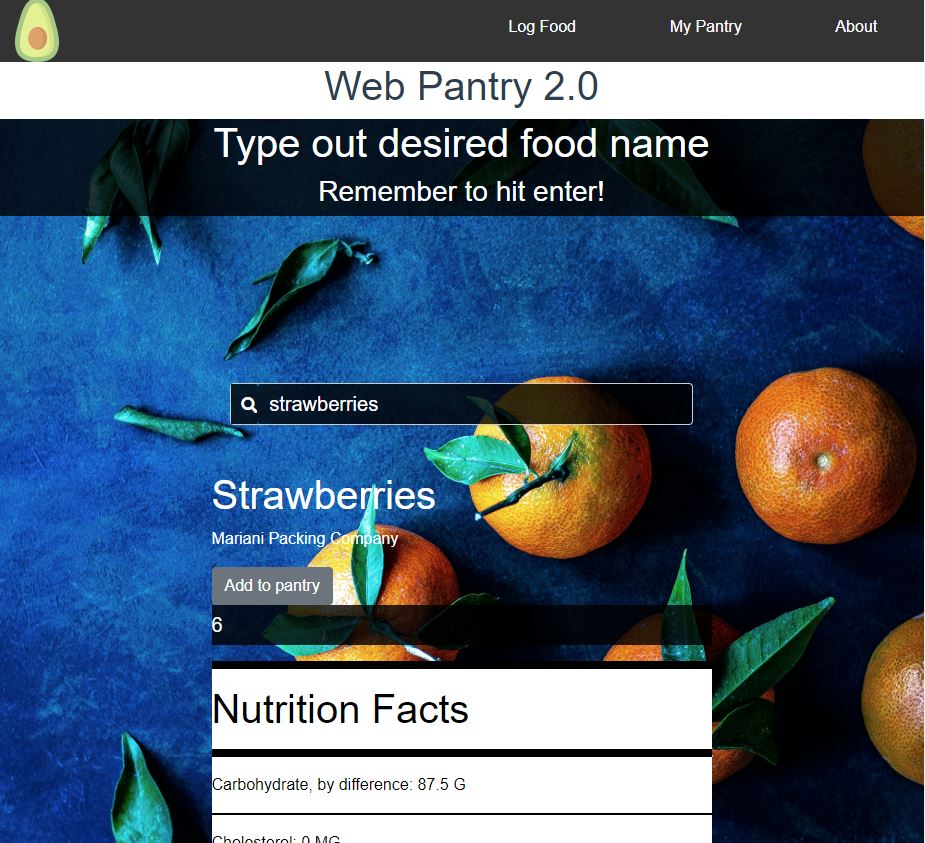 Log Food My Pantry About
Web Pantry 2.0
Type out desired food name
Remember to hit enter!
strawberries
Strawberries
Mariani Packing Company
Add to pantry
6
Nutrition Facts
Carbohydrate, by difference: 87.5 G
Cholesterol: 0 MG